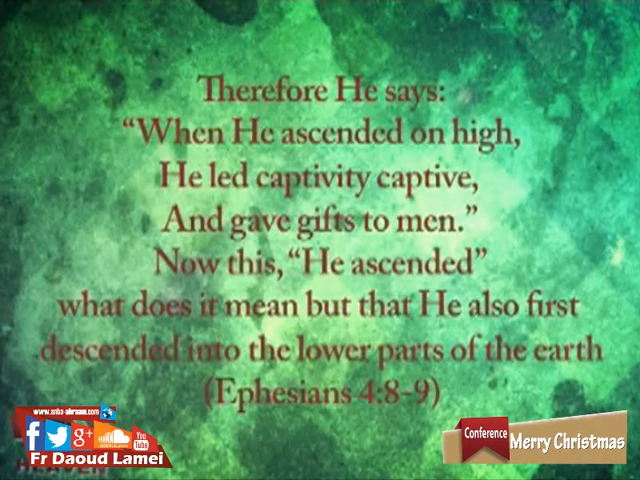 Therefore He says:
“When He ascended on high,
He led captivity captive,
And gave gifts to men.”
Now this, “He ascended”
what does it mean but that He also first
descended into the lower parts of the earth
(Ephesians 4:8-9)
www.anba-abraam.com
You
Tube
Fr Daoud Lamei
Conference
Merry Christmas